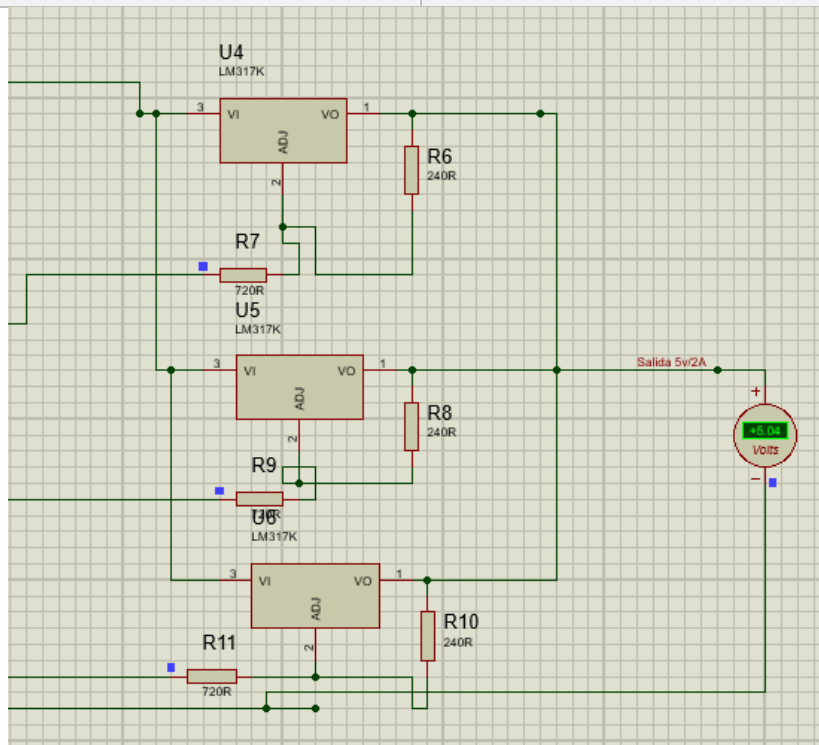 U4
LM317K
3
VI
VO
1
ADJ
2
R6
240R
R7
720R
U5
LM317K
3
VI
VO
1
ADJ
2
R8
240R
R9
720R
U6
LM317K
3
VI
VO
1
ADJ
2
R10
240R
R11
720R
Salida 5v/2A
+
+5.04
Volts
−